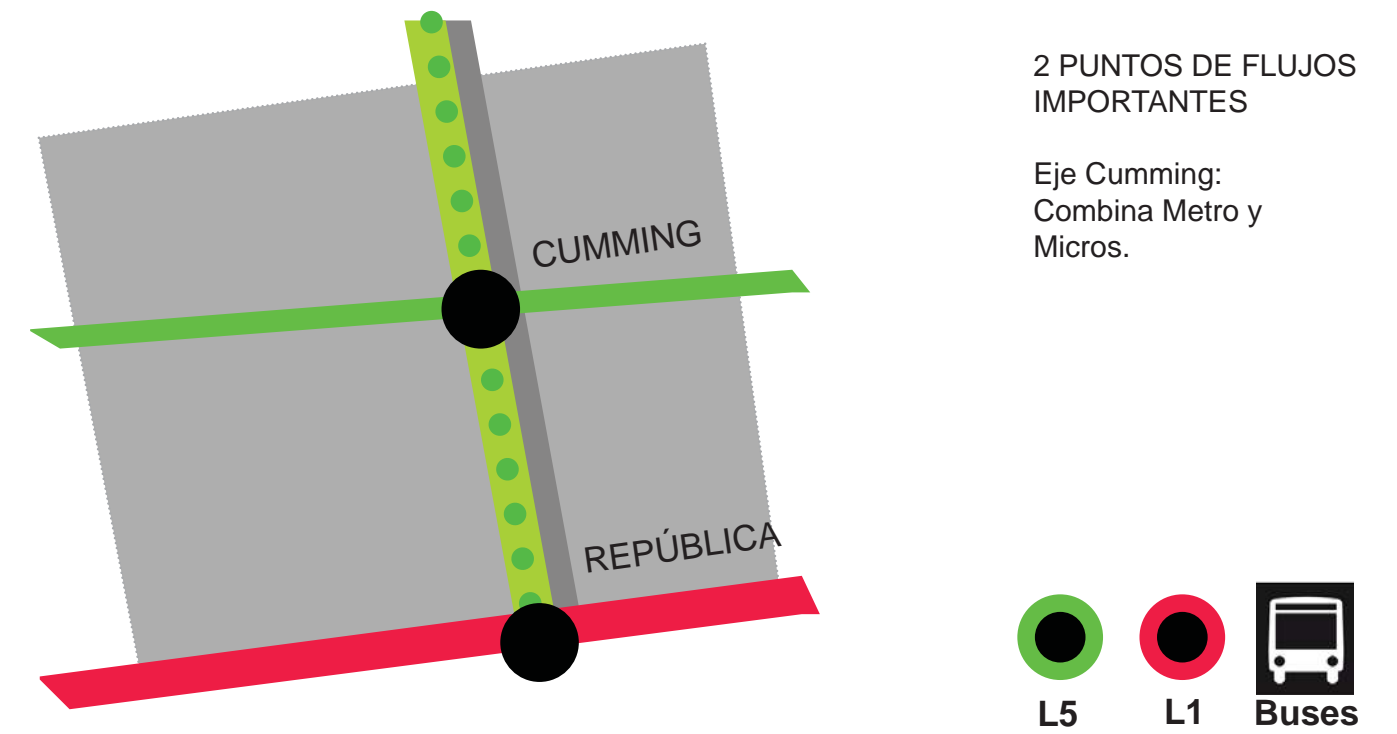 2 PUNTOS DE FLUJOS
IMPORTANTES
Eje Cumming:
Combina Metro y
Micros.
CUMMING
REPÚBLICA
L5
L1
Buses